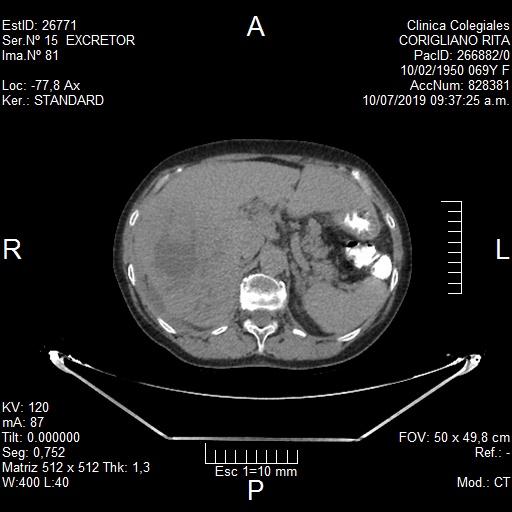 EstID: 26771
Ser.Nº 15 EXCRETOR
Ima.Nº 81
Loc: -77,8 Ax
Ker.: STANDARD
A
Clinica Colegiales
CORIGLIANO RITA
PacID: 266882/0
10/02/1950 069Y F
AccNum: 828381
10/07/2019 09:37:25 a.m.
R
L
KV: 120
mA: 87
Tilt: 0.000000
Seg: 0,752
Matriz 512 x 512 Thk: 1,3
W:400 L:40
Esc 1=10 mm
P
FOV: 50 x 49,8 cm
Ref.: -
Mod.: CT